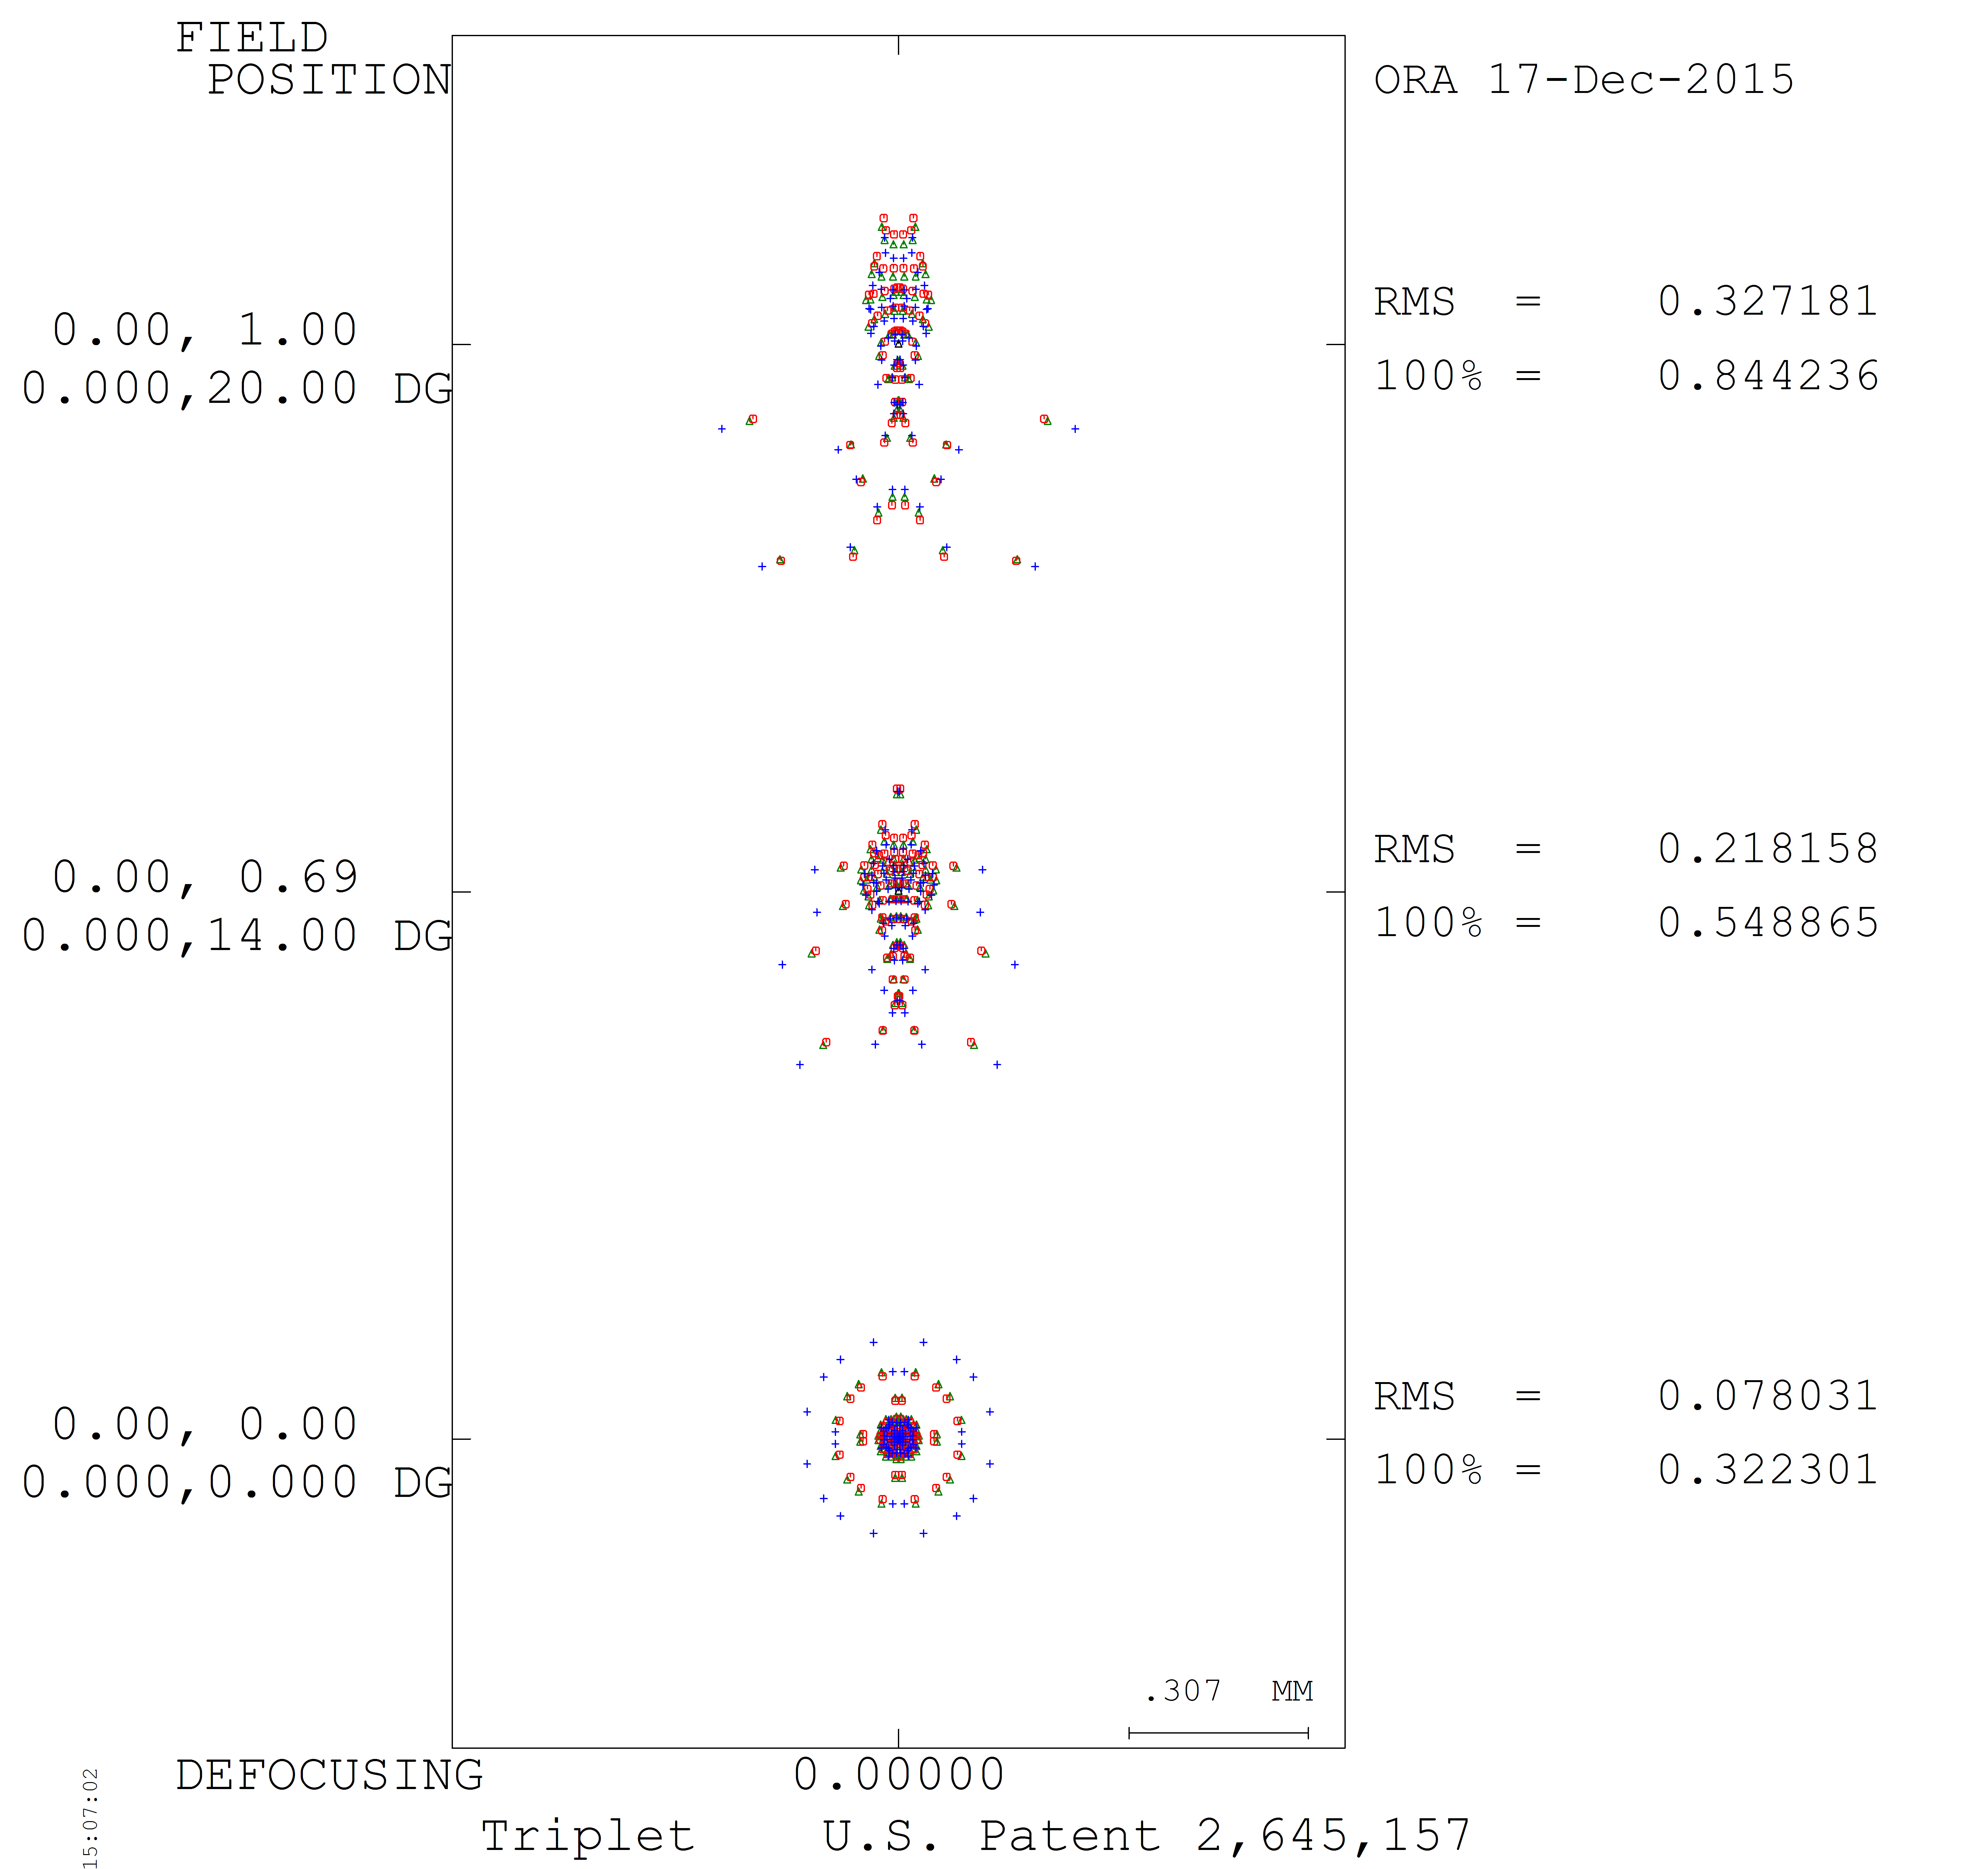 FIELD
POSITION
ORA 17-Dec-2015
0.00, 1.00
0.000,20.00 DG
RMS = 0.327181
100% = 0.844236
0.00, 0.69
0.000,14.00 DG
RMS = 0.218158
100% = 0.548865
0.00, 0.00
0.000,0.000 DG
RMS = 0.078031
100% = 0.322301
.307 MM
DEFOCUSING 0.00000
Triplet U.S. Patent 2,645,157
15:07:02